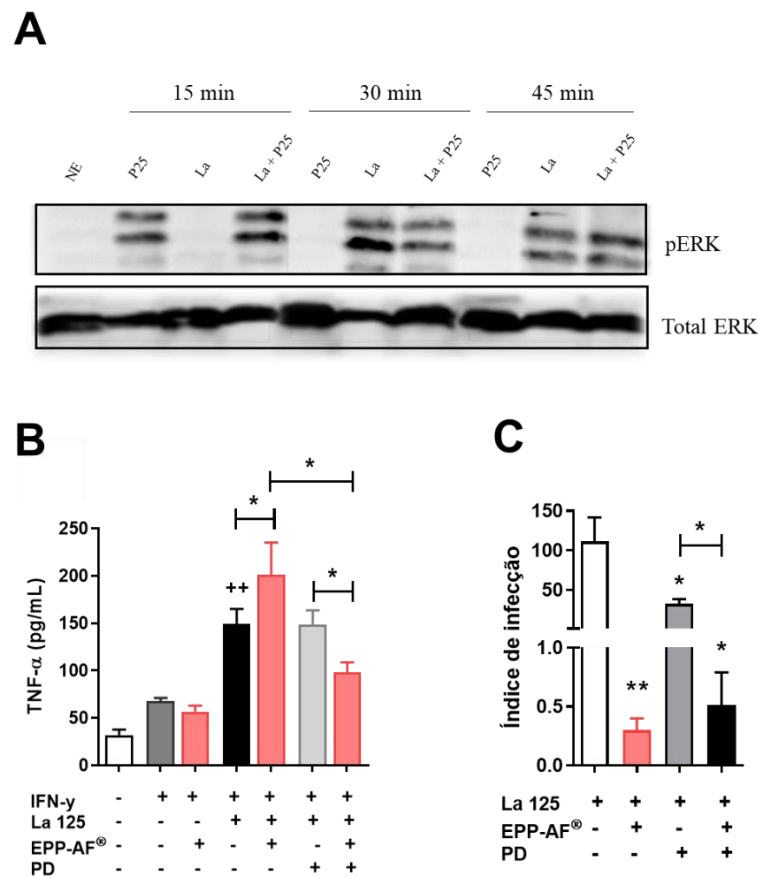 A
15 min 30 min 45 min
NE P25 La La + P25 P25 La La + P25 P25 La La + P25
pERK
Total ERK
B
TNF-α (pg/mL)
250
200
150
100
50
0
*
*
*
++
IFN-y - + + + + + +
La 125 - - - + + + +
EPP-AF® - - + - + - +
PD - - - - - + +
C
Índice de infecção
150
100
50
1.0
0.5
0.0
*
*
**
*
La 125 + + + +
EPP-AF® - + - +
PD - - + +